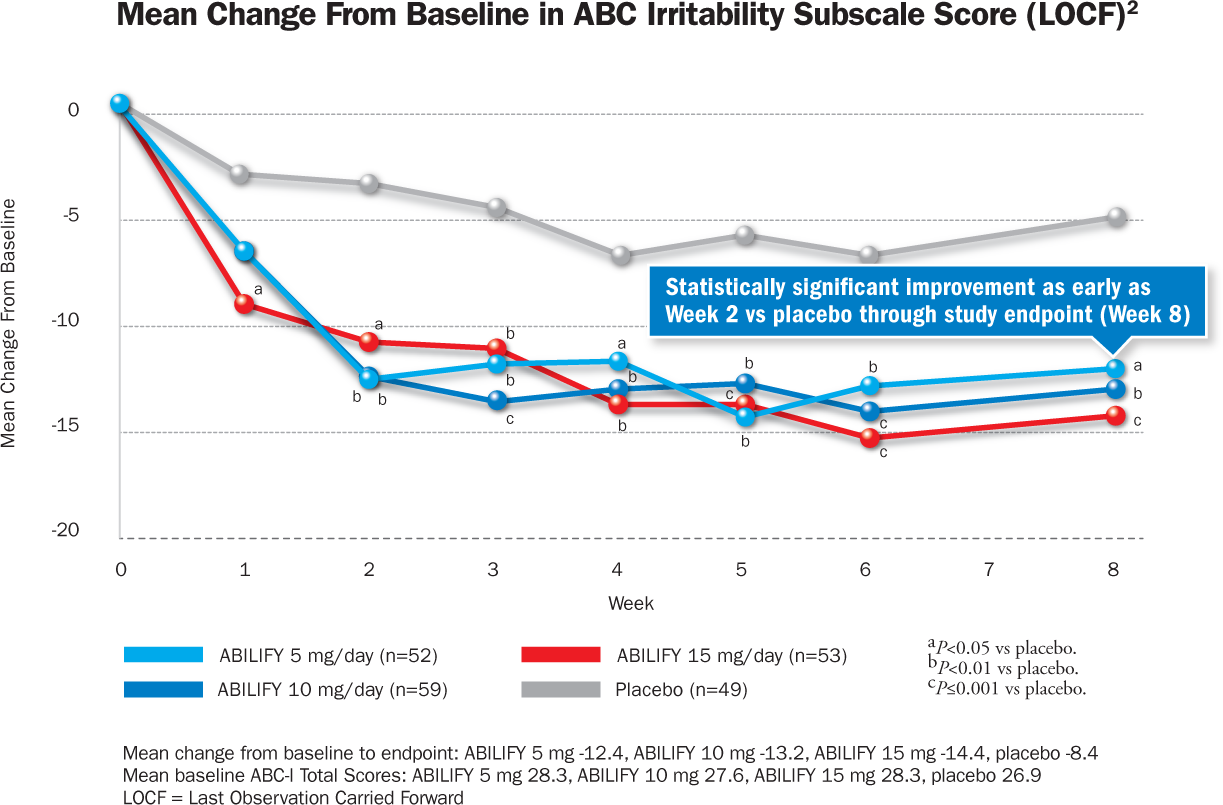 Mean Change From Baseline in ABC Irritability Subscale Score (LOCF)²
0
-5
-10
-15
-20
Mean Change From Baseline
Statistically significant improvement as early as
Week 2 vs placebo through study endpoint (Week 8)
a
a
b
b
b
b
c
a
b
b
b
c
b
b
c
c
a
b
c
0 1 2 3 4 5 6 7 8
Week
ABILIFY 5 mg/day (n=52)
ABILIFY 10 mg/day (n=59)
ABILIFY 15 mg/day (n=53)
Placebo (n=49)
aP<0.05 vs placebo.
bP<0.01 vs placebo.
cP≤0.001 vs placebo.
Mean change from baseline to endpoint: ABILIFY 5 mg -12.4, ABILIFY 10 mg -13.2, ABILIFY 15 mg -14.4, placebo -8.4
Mean baseline ABC-I Total Scores: ABILIFY 5 mg 28.3, ABILIFY 10 mg 27.6, ABILIFY 15 mg 28.3, placebo 26.9
LOCF = Last Observation Carried Forward